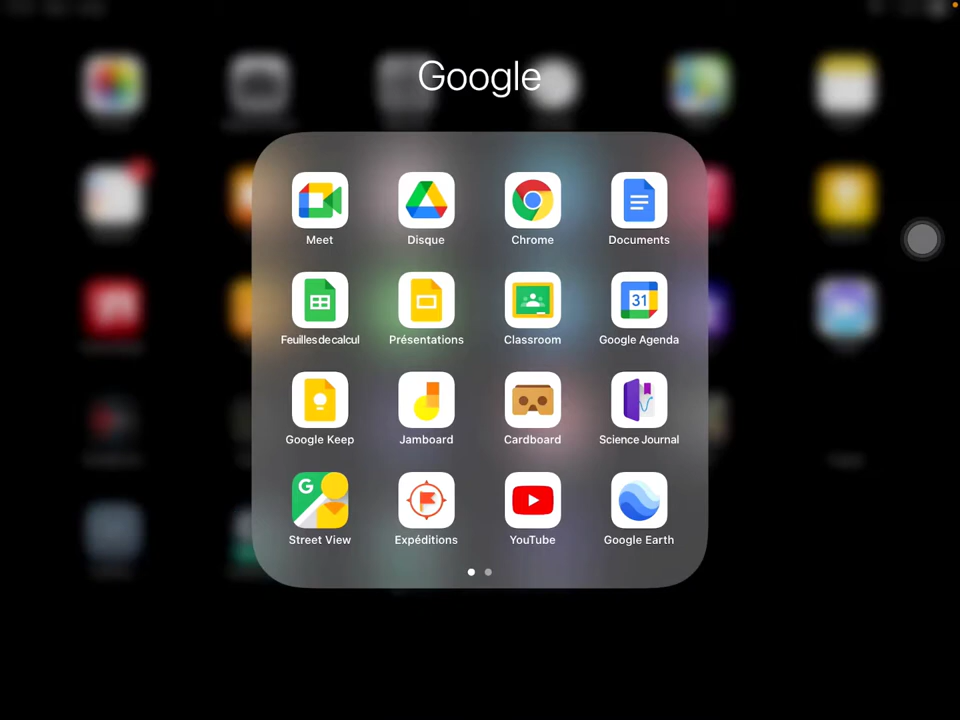 Google
Meet
Disque
Chrome
Documents
Feuilles de calcul
Présentations
Classroom
31
Google Agenda
Google Keep
Jamboard
Cardboard
Science Journal
G
Street View
Expéditions
YouTube
Google Earth